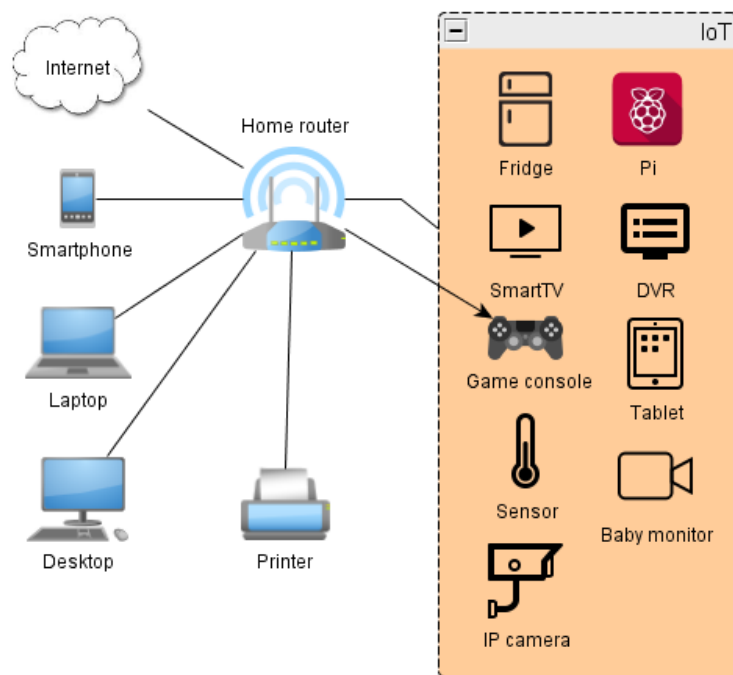 IoT
Internet
Home router
Fridge
Pi
Smartphone
SmartTV
DVR
Laptop
Game console
Tablet
Sensor
Baby monitor
Desktop
Printer
IP camera